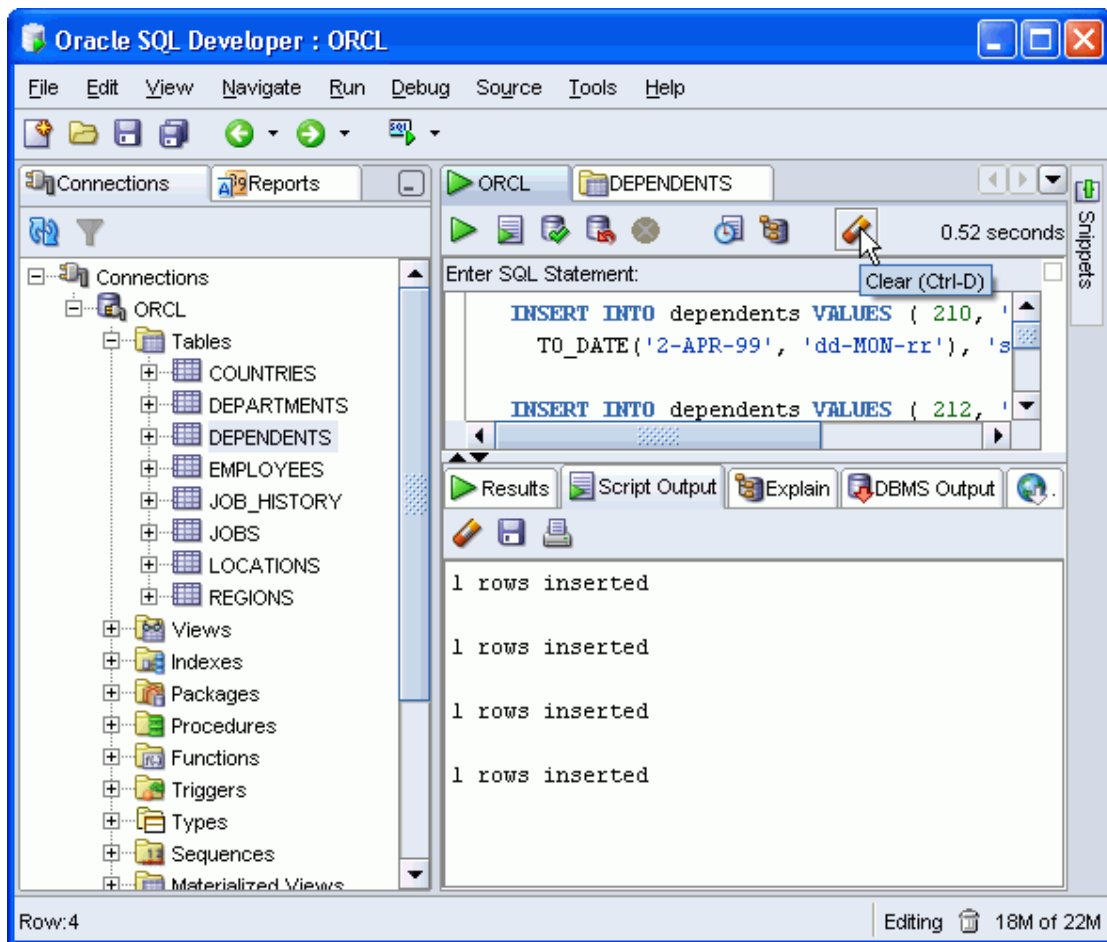 Oracle SQL Developer : ORCL
File Edit View Navigate Run Debug Source Tools Help
Connections
Reports
ORCL
DEPENDENTS
Snippets
0.52 seconds
Enter SQL Statement:
Clear (Ctrl-D)
Connections
ORCL
Tables
COUNTRIES
DEPARTMENTS
DEPENDENTS
EMPLOYEES
JOB_HISTORY
JOBS
LOCATIONS
REGIONS
Views
Indexes
Packages
Procedures
Functions
Triggers
Types
Sequences
Materialized Views
INSERT INTO dependents VALUES ( 210, '
TO_DATE('2-APR-99', 'dd-MON-rr'), 's
INSERT INTO dependents VALUES ( 212, '
Results
Script Output
Explain
DBMS Output
.
1 rows inserted
1 rows inserted
1 rows inserted
1 rows inserted
Row:4
Editing
18M of 22M